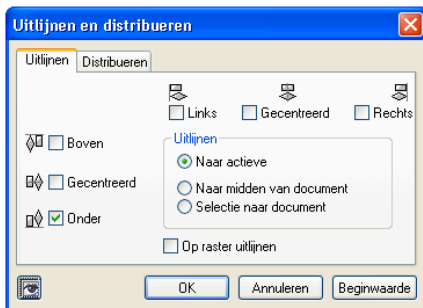 Uitlijnen en distribueren
Uitlijnen Distribueren
Links Gecentreerd Rechts
Boven
Gecentreerd
Onder
Uitlijnen
Naar actieve
Naar midden van document
Selectie naar document
Op raster uitlijnen
OK Annuleren Beginwaarde